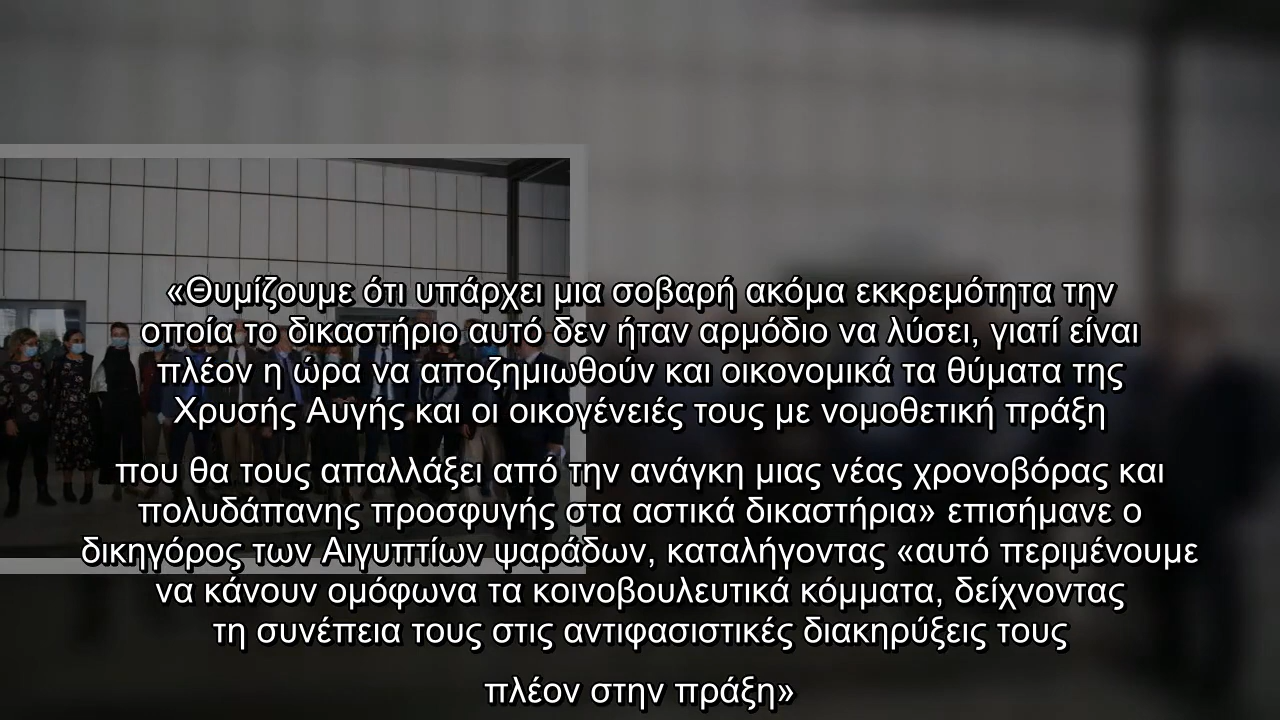 «Θυμίζουμε ότι υπάρχει μια σοβαρή ακόμα εκκρεμότητα την
οποία το δικαστήριο αυτό δεν ήταν αρμόδιο να λύσει, γιατί είναι
πλέον η ώρα να αποζημιωθούν και οικονομικά τα θύματα της
Χρυσής Αυγής και οι οικογένειές τους με νομοθετική πράξη
που θα τους απαλλάξει από την ανάγκη μιας νέας χρονοβόρας και
πολυδάπανης προσφυγής στα αστικά δικαστήρια» επισήμανε ο
δικηγόρος των Αιγυπτίων ψαράδων, καταλήγοντας «αυτό περιμένουμε
να κάνουν ομόφωνα τα κοινοβουλευτικά κόμματα, δείχνοντας
τη συνέπεια τους στις αντιφασιστικές διακηρύξεις τους
πλέον στην πράξη»